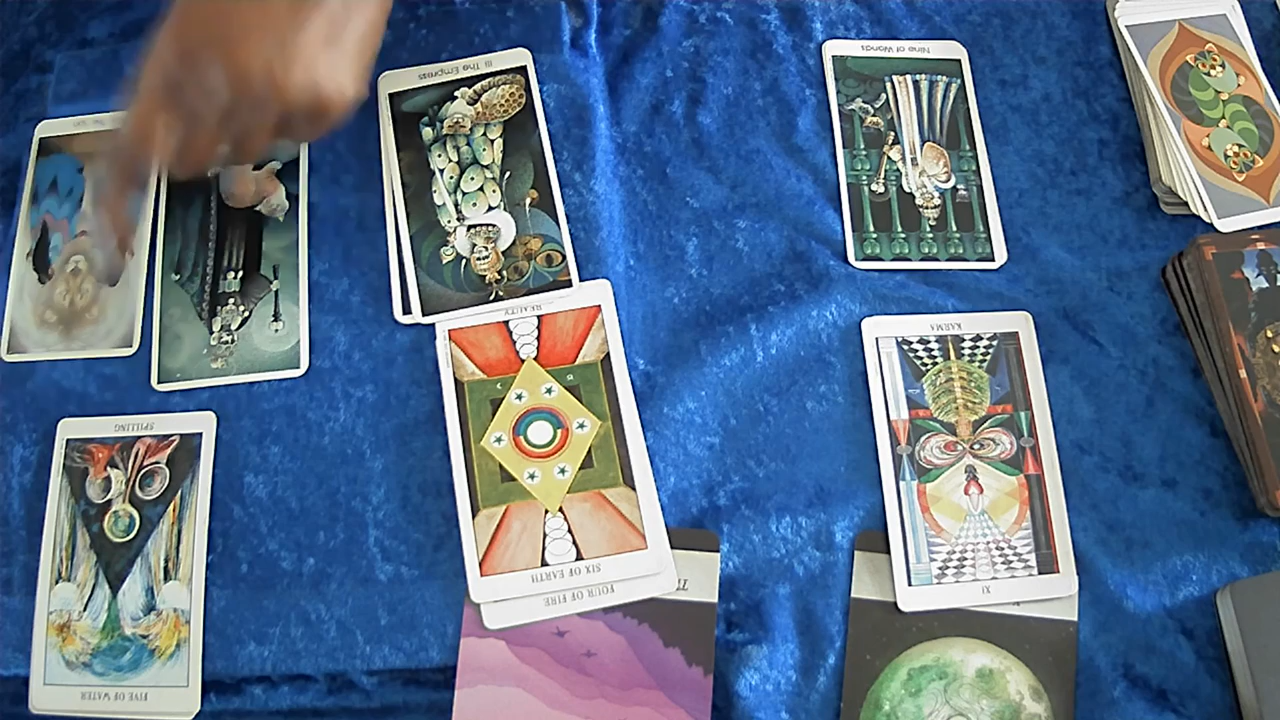 III The Empress
Nine of Wands
REALITY
KARMA
SPILLING
SIX OF EARTH
FOUR OF FIRE
XI
FIVE OF WATER